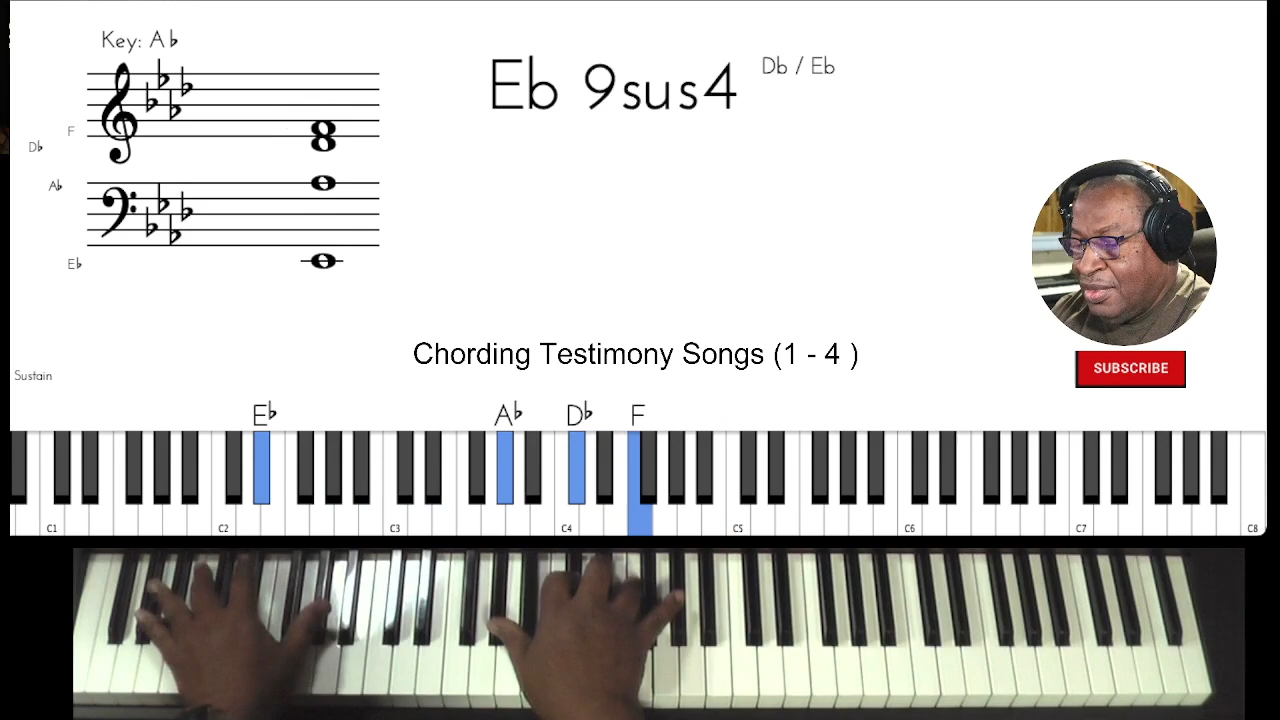 Key: A♭
Eb 9sus4
Db / Eb
F
D♭
A♭
E♭
Chording Testimony Songs (1 - 4 )
SUBSCRIBE
Sustain
E♭ A♭ D♭ F
C1 C2 C3 C4 C5 C6 C7 C8